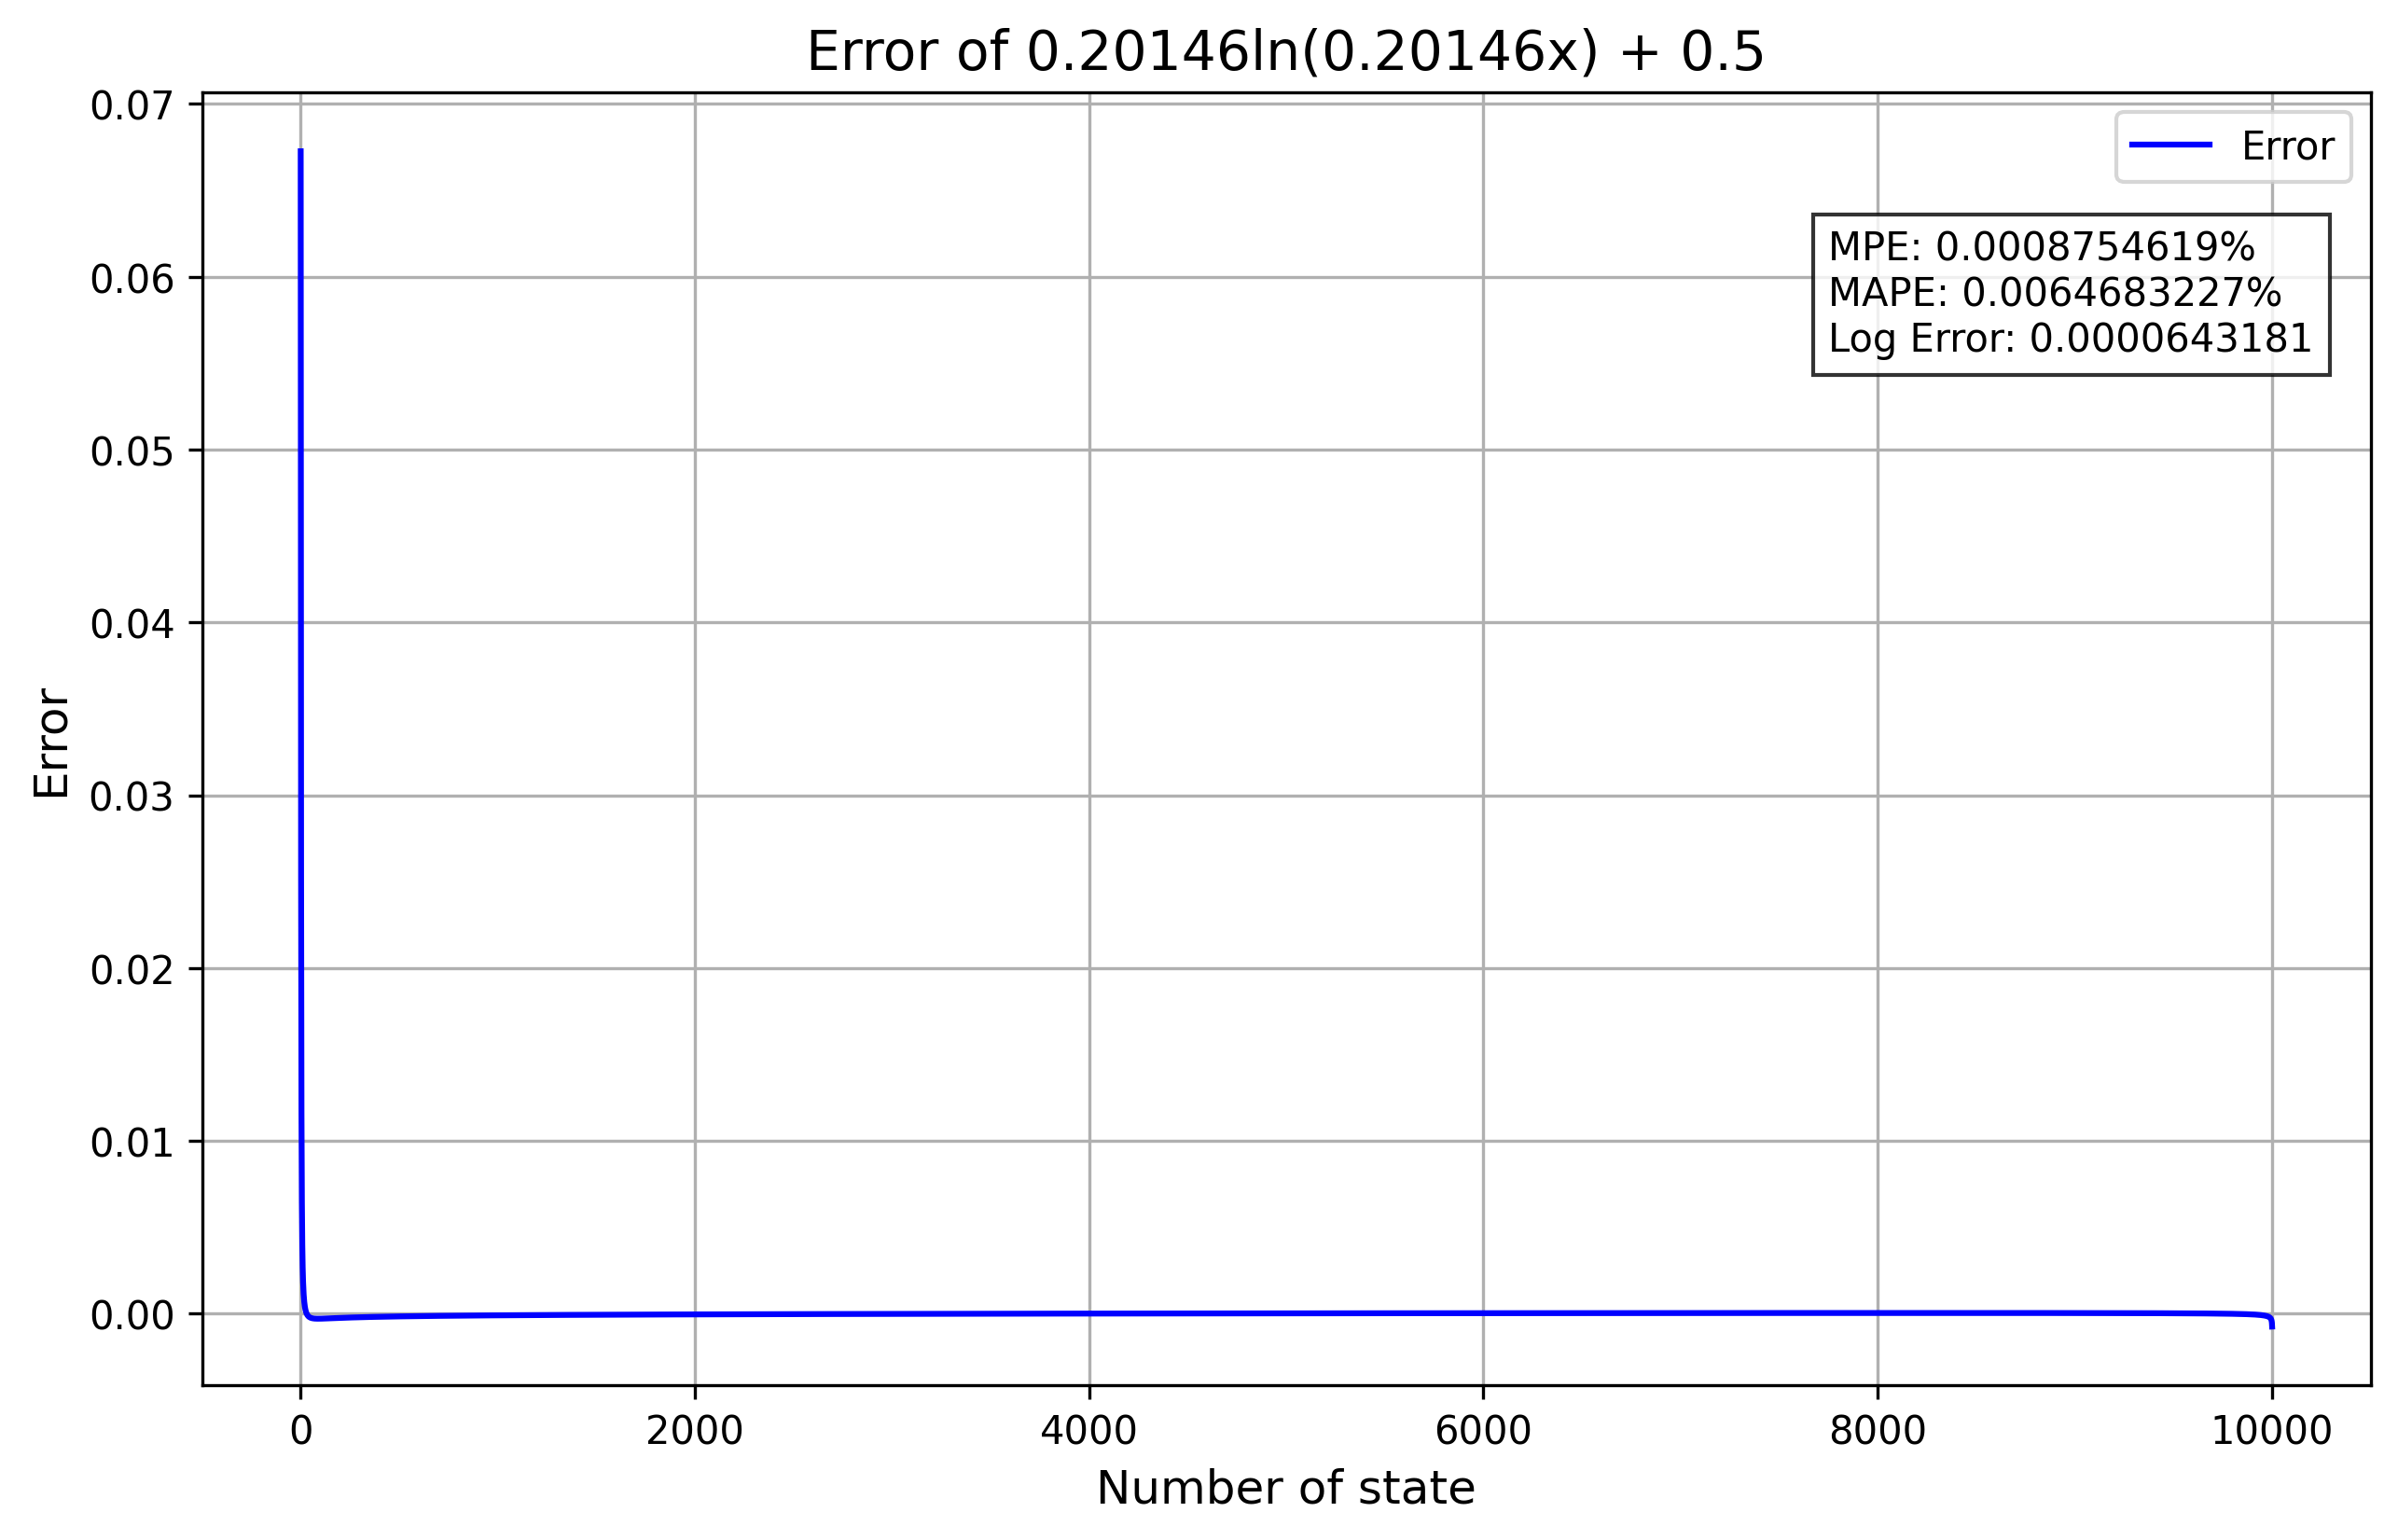 Error of 0.20146ln(0.20146x) + 0.5
0.07
0.06
0.05
0.04
0.03
0.02
0.01
0.00
Error
Error
MPE: 0.0008754619%
MAPE: 0.0064683227%
Log Error: 0.0000643181
0 2000 4000 6000 8000 10000
Number of state